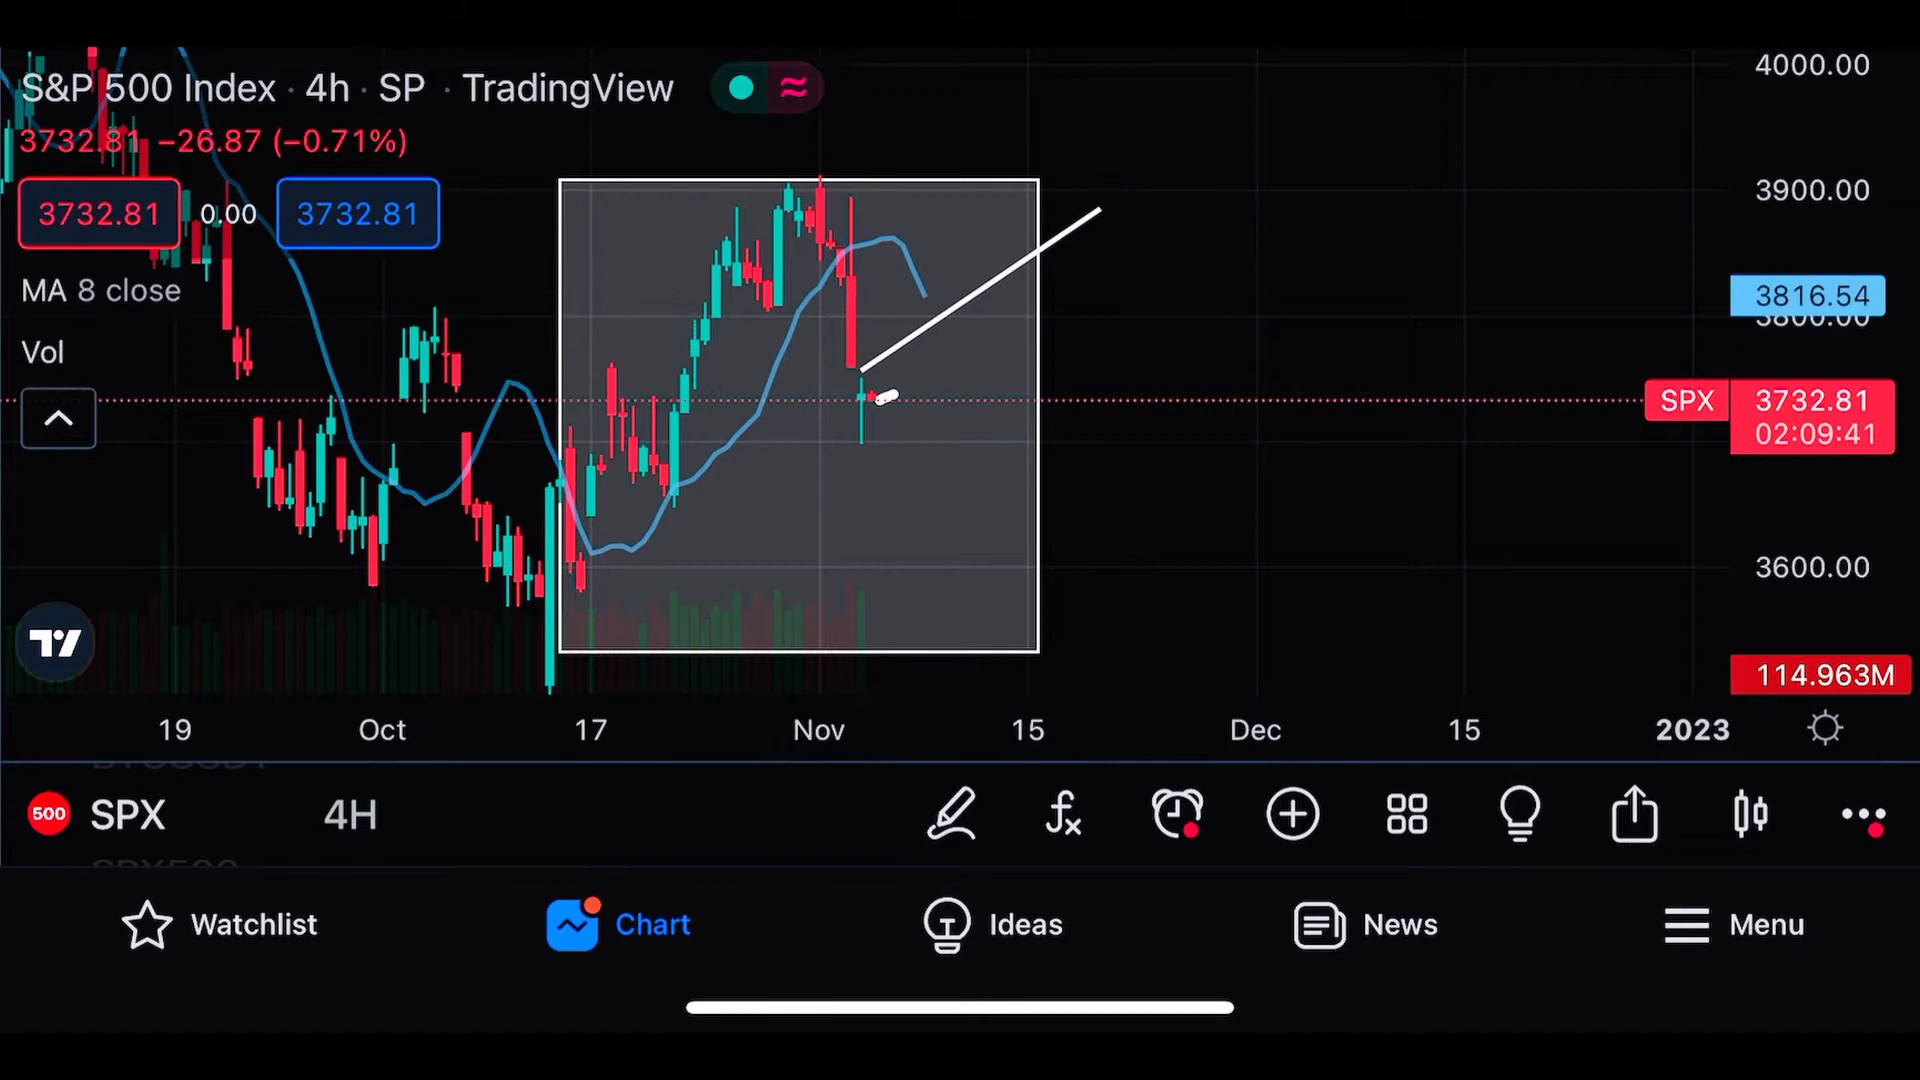 4000.00
S&P 500 Index · 4h · SP · TradingView
3732.81 −26.87 (−0.71%)
3900.00
3732.81 0.00 3732.81
MA 8 close
3816.54
3800.00
Vol
SPX 3732.81
02:09:41
3600.00
114.963M
19 Oct 17 Nov 15 Dec 15 2023
500 SPX 4H
SPX500
Watchlist Chart Ideas News Menu